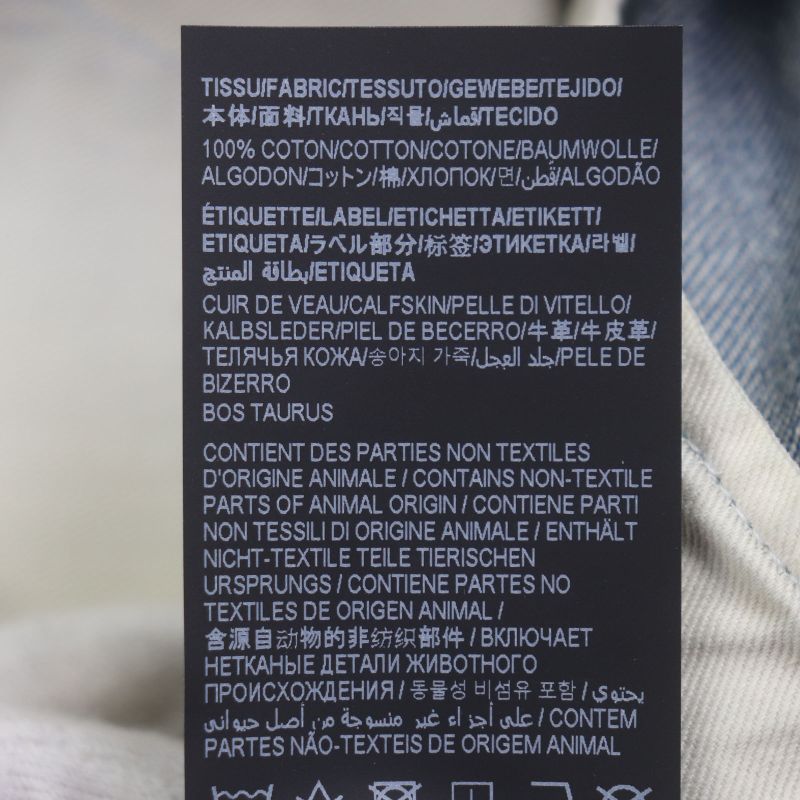 TISSU/FABRIC/TESSUTO/GEWEBE/TEJIDO/
本体/面料/ТКАНЬ/직물/قماش/TECIDO
100% COTON/COTTON/COTONE/BAUMWOLLE/
ALGODON/コットン/棉/ХЛОПОК/면/قطن/ALGODÃO
ÉTIQUETTE/LABEL/ETICHETTA/ETIKETT/
ETIQUETA/ラベル部分/标签/ЭТИКЕТКА/라벨/
بطاقة المنتج/ETIQUETA
CUIR DE VEAU/CALFSKIN/PELLE DI VITELLO/
KALBSLEDER/PIEL DE BECERRO/牛革/牛皮革/
ТЕЛЯЧЬЯ КОЖА/송아지 가죽/جلد العجل/PELE DE
BIZERRO
BOS TAURUS
CONTIENT DES PARTIES NON TEXTILES
D'ORIGINE ANIMALE / CONTAINS NON-TEXTILE
PARTS OF ANIMAL ORIGIN / CONTIENE PARTI
NON TESSILI DI ORIGINE ANIMALE / ENTHÄLT
NICHT-TEXTILE TEILE TIERISCHEN
URSPRUNGS / CONTIENE PARTES NO
TEXTILES DE ORIGEN ANIMAL /
含源自动物的非纺织部件 / ВКЛЮЧАЕТ
НЕТКАНЫЕ ДЕТАЛИ ЖИВОТНОГО
ПРОИСХОЖДЕНИЯ / 동물성 비섬유 포함 / يحتوي
على أجزاء غير منسوجة من أصل حيواني / CONTEM
PARTES NÃO-TEXTEIS DE ORIGEM ANIMAL